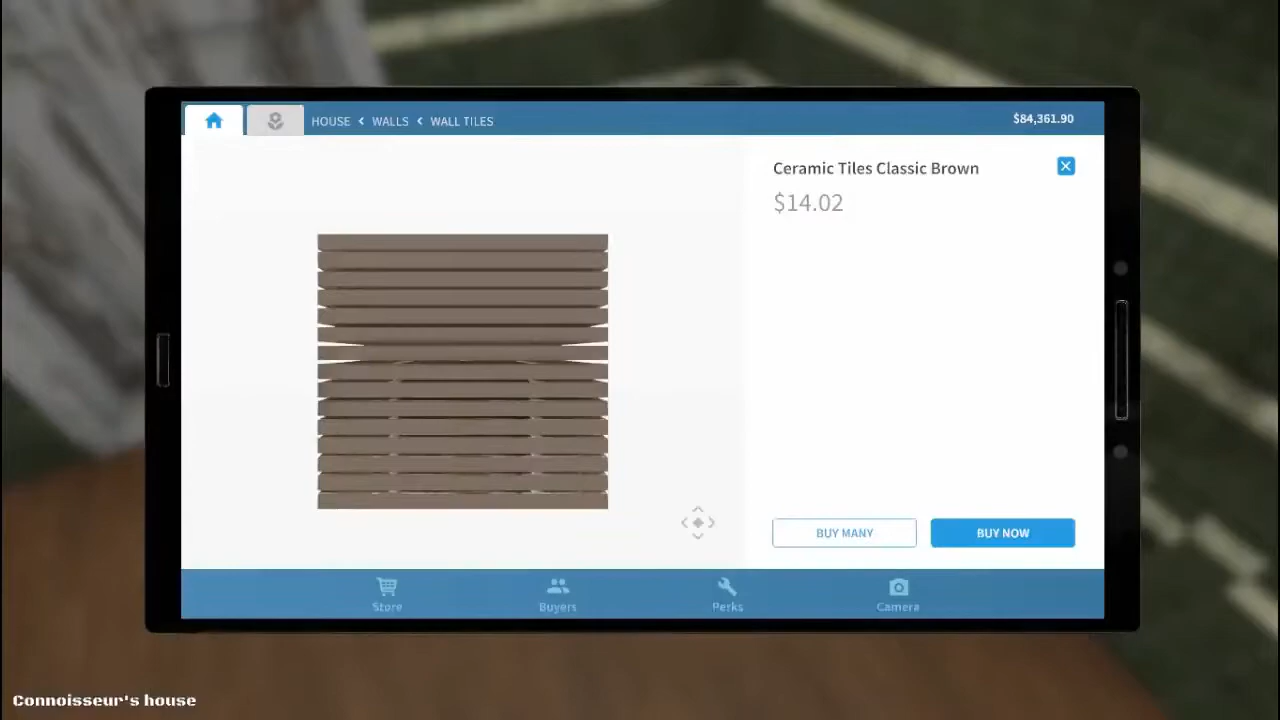 HOUSE < WALLS < WALL TILES
$84,361.90
Ceramic Tiles Classic Brown
$14.02
BUY MANY
BUY NOW
Store
Buyers
Perks
Camera
Connoisseur's house